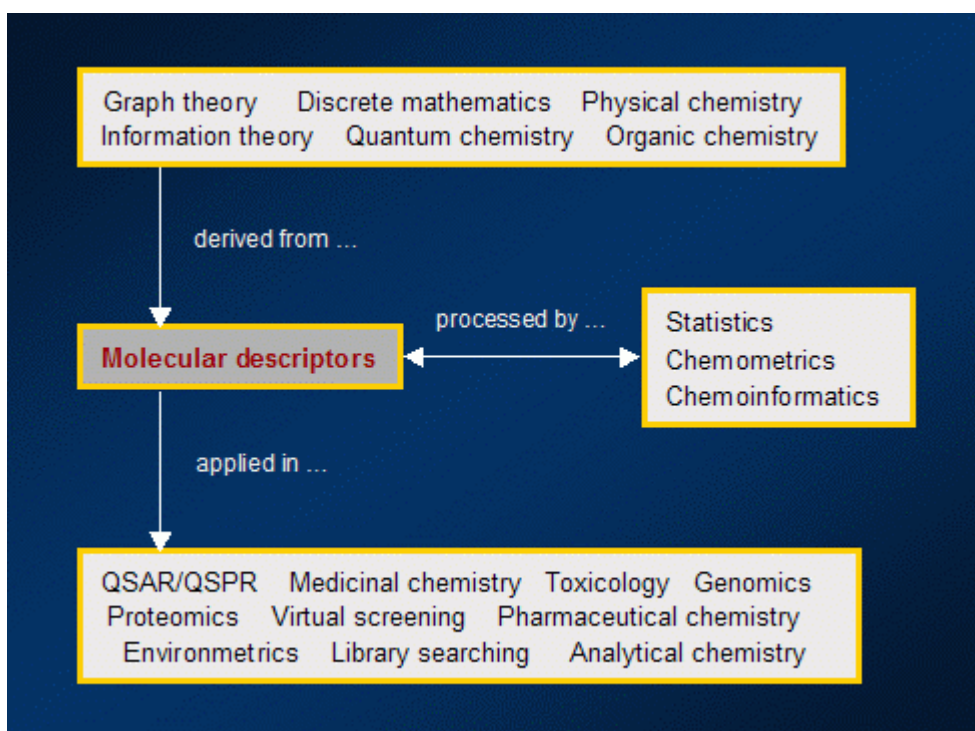 Graph theory Discrete mathematics Physical chemistry
Information theory Quantum chemistry Organic chemistry
derived from …
processed by …
Molecular descriptors
Statistics
Chemometrics
Chemoinformatics
applied in …
QSAR/QSPR Medicinal chemistry Toxicology Genomics
Proteomics Virtual screening Pharmaceutical chemistry
Environmetrics Library searching Analytical chemistry